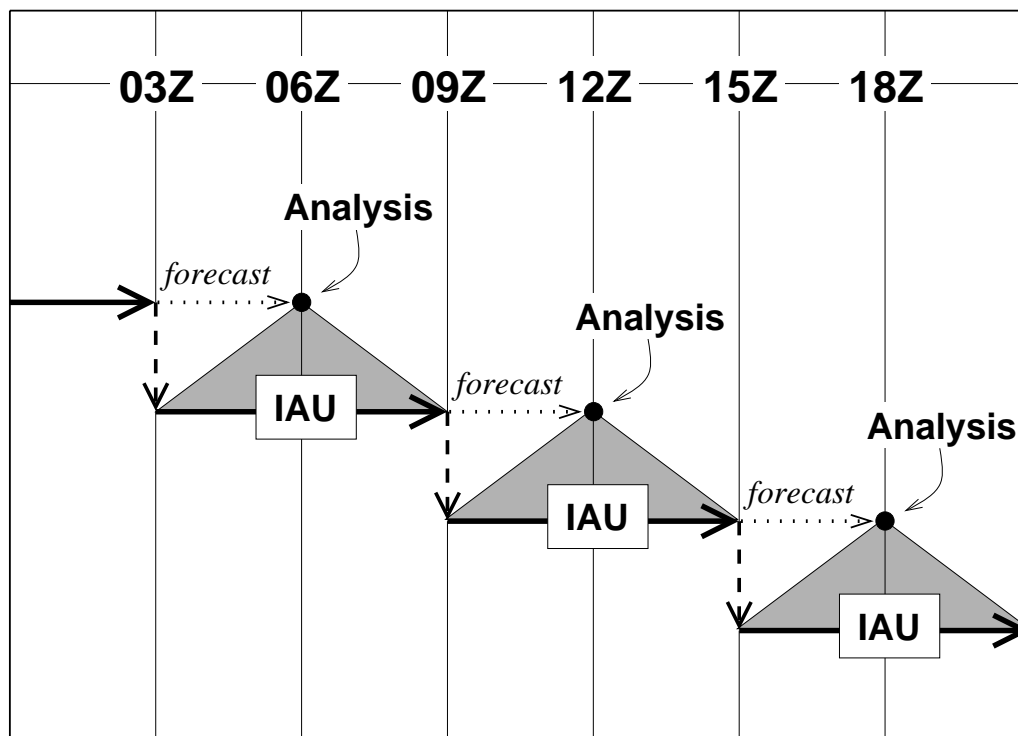 03Z 06Z 09Z 12Z 15Z 18Z
Analysis
forecast
Analysis
IAU
forecast
Analysis
IAU
forecast
IAU